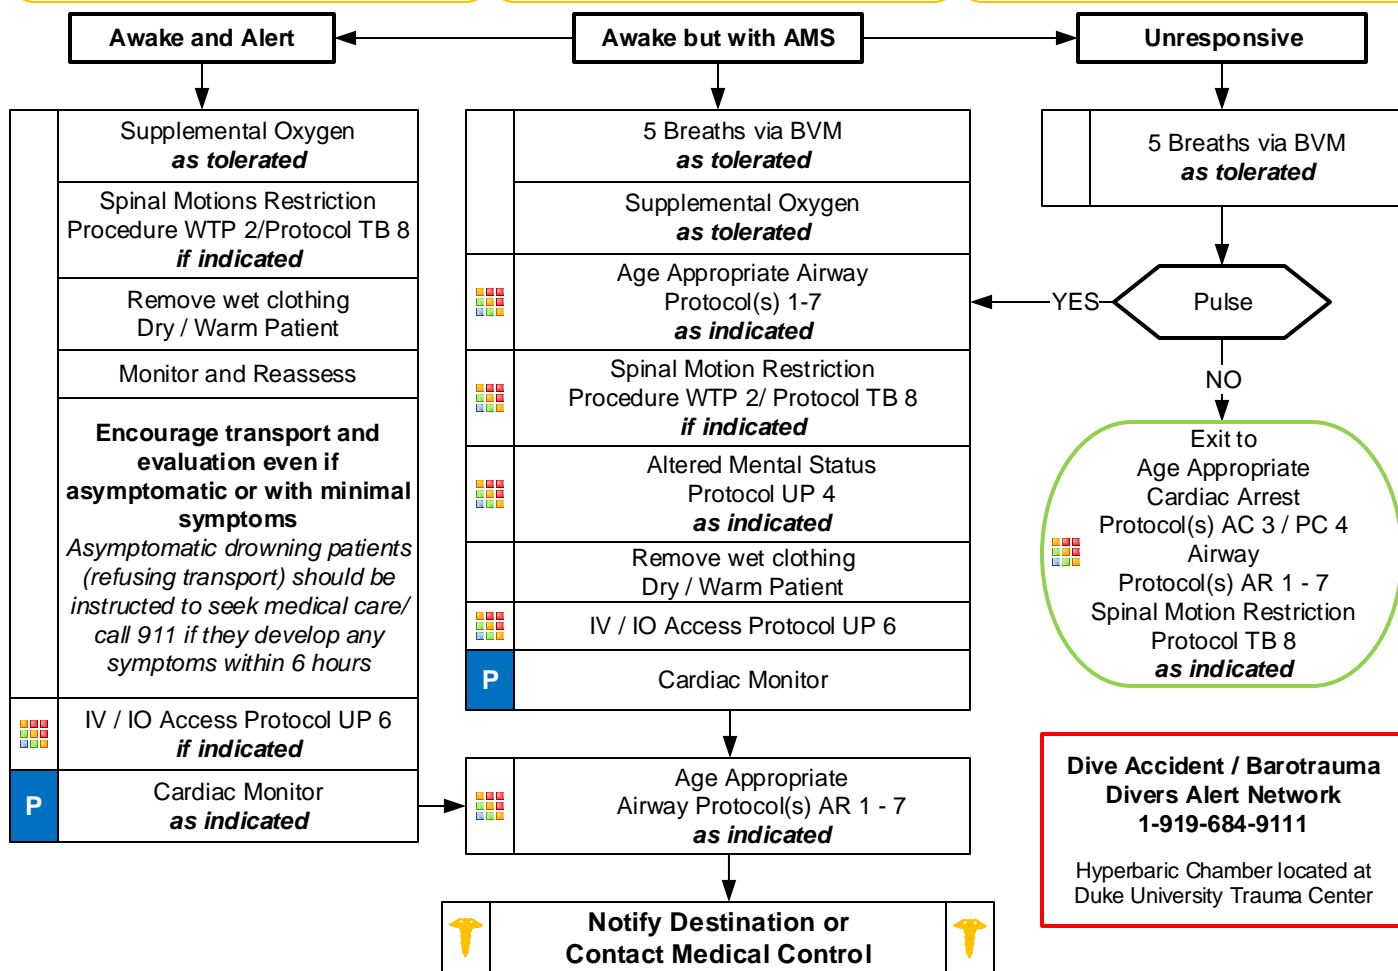 Awake and Alert
Awake but with AMS
Unresponsive
Supplemental Oxygen
as tolerated
Spinal Motions Restriction
Procedure WTP 2/Protocol TB 8
if indicated
Remove wet clothing
Dry / Warm Patient
Monitor and Reassess
Encourage transport and
evaluation even if
asymptomatic or with minimal
symptoms
Asymptomatic drowning patients
(refusing transport) should be
instructed to seek medical care/
call 911 if they develop any
symptoms within 6 hours
IV / IO Access Protocol UP 6
if indicated
P
Cardiac Monitor
as indicated
5 Breaths via BVM
as tolerated
Supplemental Oxygen
as tolerated
Age Appropriate Airway
Protocol(s) 1-7
as indicated
Spinal Motion Restriction
Procedure WTP 2/ Protocol TB 8
if indicated
Altered Mental Status
Protocol UP 4
as indicated
Remove wet clothing
Dry / Warm Patient
IV / IO Access Protocol UP 6
P
Cardiac Monitor
Age Appropriate
Airway Protocol(s) AR 1 - 7
as indicated
Notify Destination or
Contact Medical Control
5 Breaths via BVM
as tolerated
Pulse
YES
NO
Exit to
Age Appropriate
Cardiac Arrest
Protocol(s) AC 3 / PC 4
Airway
Protocol(s) AR 1 - 7
Spinal Motion Restriction
Protocol TB 8
as indicated
Dive Accident / Barotrauma
Divers Alert Network
1-919-684-9111
Hyperbaric Chamber located at
Duke University Trauma Center